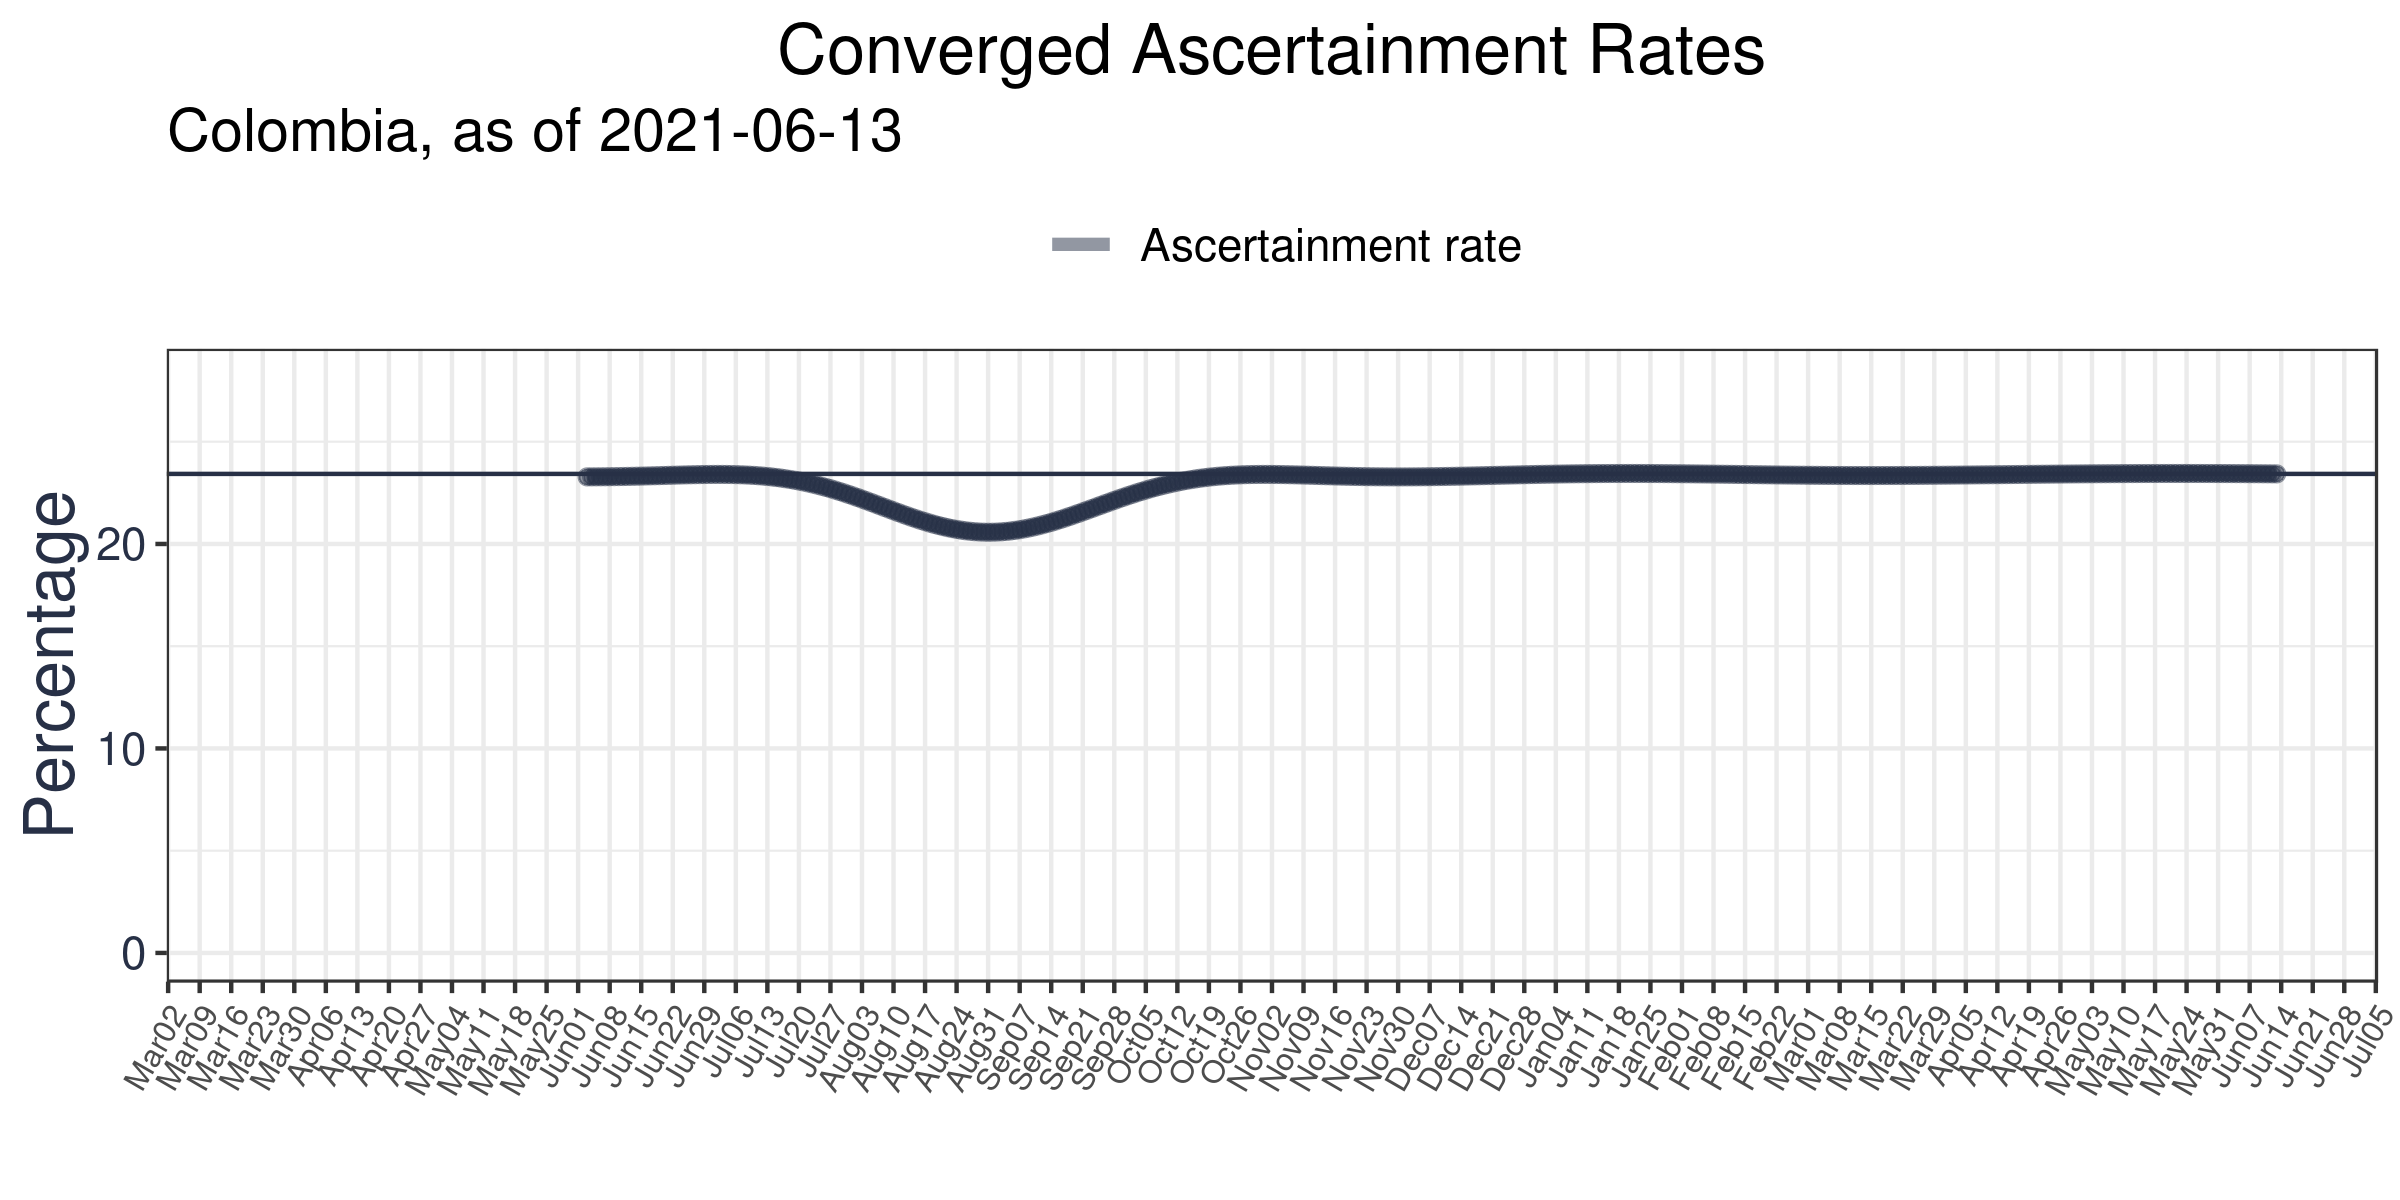 Converged Ascertainment Rates
Colombia, as of 2021-06-13
Ascertainment rate
Percentage
20
10
0
Mar02 Mar09 Mar16 Mar23 Mar30 Apr06 Apr13 Apr20 Apr27 May04 May11 May18 May25 Jun01 Jun08 Jun15 Jun22 Jun29 Jul06 Jul13 Jul20 Jul27 Aug03 Aug10 Aug17 Aug24 Aug31 Sep07 Sep14 Sep21 Sep28 Oct05 Oct12 Oct19 Oct26 Nov02 Nov09 Nov16 Nov23 Nov30 Dec07 Dec14 Dec21 Dec28 Jan04 Jan11 Jan18 Jan25 Feb01 Feb08 Feb15 Feb22 Mar01 Mar08 Mar15 Mar22 Mar29 Apr05 Apr12 Apr19 Apr26 May03 May10 May17 May24 May31 Jun07 Jun14 Jun21 Jun28 Jul05